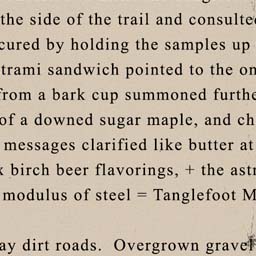 the side of the trail and consulte
cured by holding the samples up
trami sandwich pointed to the on
from a bark cup summoned furthe
of a downed sugar maple, and ch
messages clarified like butter at
x birch beer flavorings, + the ast
modulus of steel = Tanglefoot M
ay dirt roads. Overgrown gravel